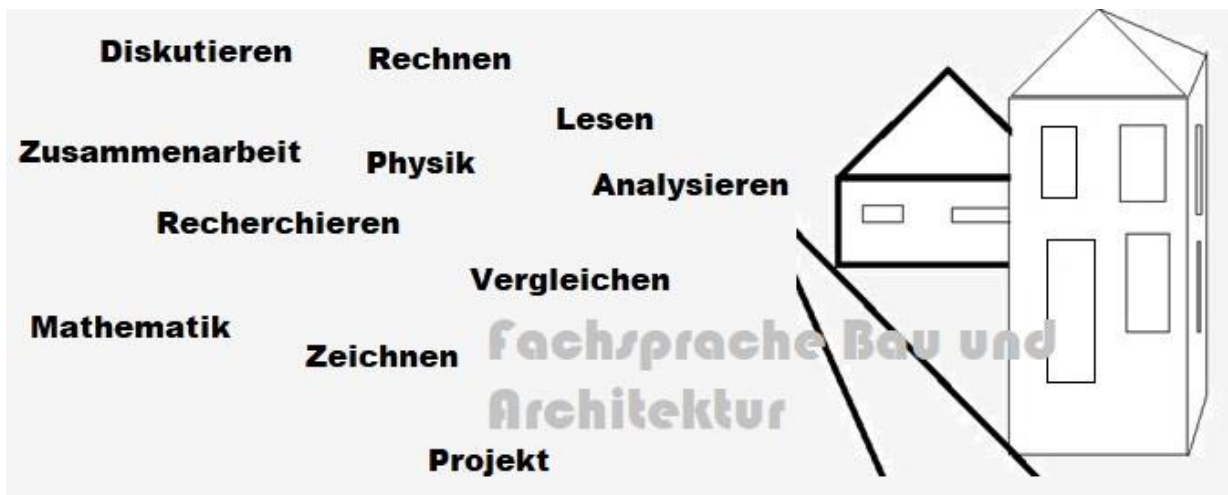 Diskutieren
Rechnen
Lesen
Zusammenarbeit
Physik
Analysieren
Recherchieren
Vergleichen
Mathematik
Zeichnen
Fachsprache Bau und
Architektur
Projekt